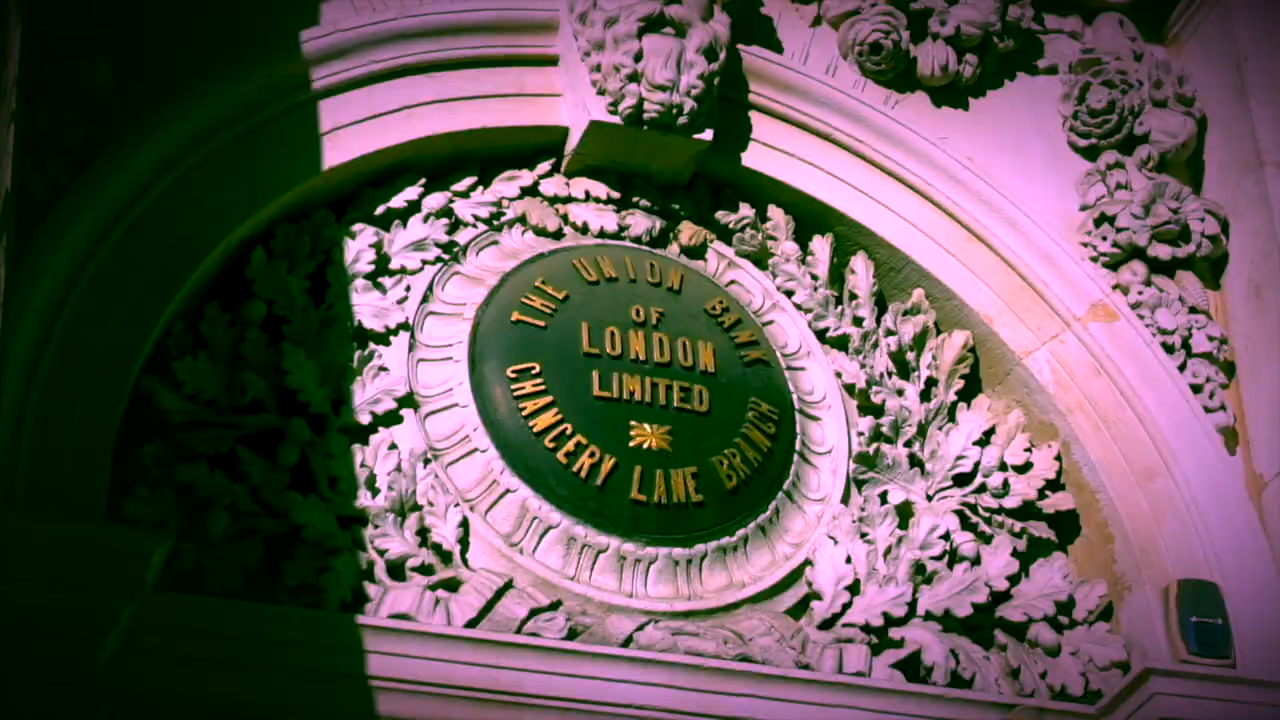 THE UNION BANK
OF
LONDON
LIMITED
CHANCERY LANE BRANCH